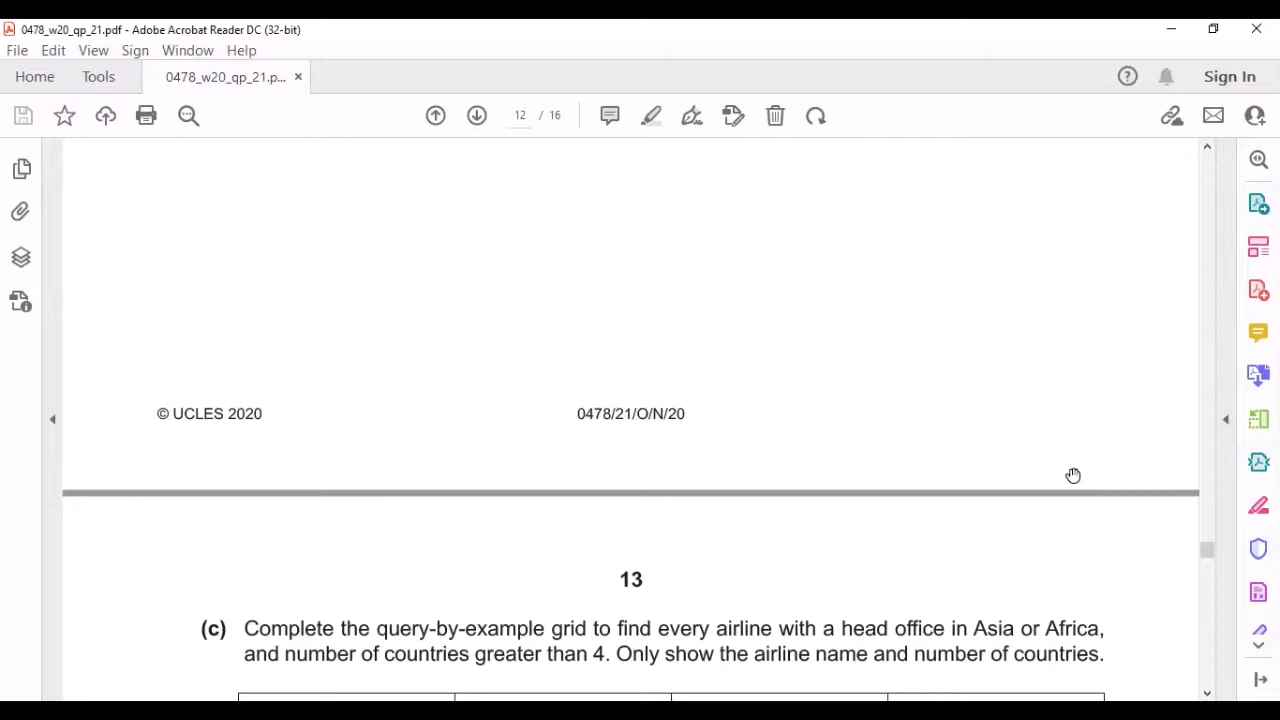 0478_w20_qp_21.pdf - Adobe Acrobat Reader DC (32-bit)
File Edit View Sign Window Help
Home Tools 0478_w20_qp_21.p... × Sign In
12 / 16
© UCLES 2020 0478/21/O/N/20
13
(c) Complete the query-by-example grid to find every airline with a head office in Asia or Africa,
and number of countries greater than 4. Only show the airline name and number of countries.